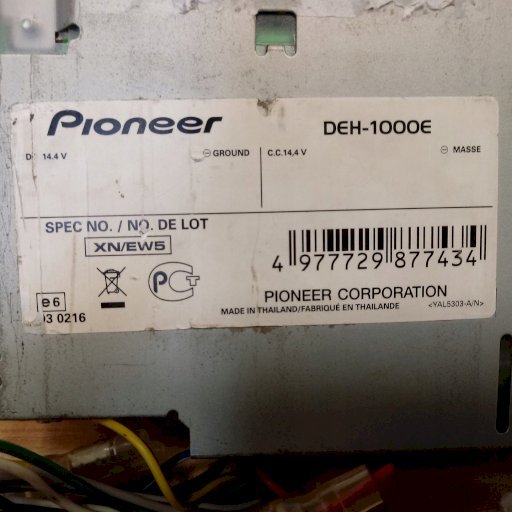 Pioneer DEH-1000E
14.4 V ⊖ GROUND C.C.14,4 V ⊖ MASSE
SPEC NO. / NO. DE LOT
XN/EW5
4 977729 877434
PIONEER CORPORATION
MADE IN THAILAND/FABRIQUÉ EN THAILANDE <YAL5303-A/N>
e6
03 0216